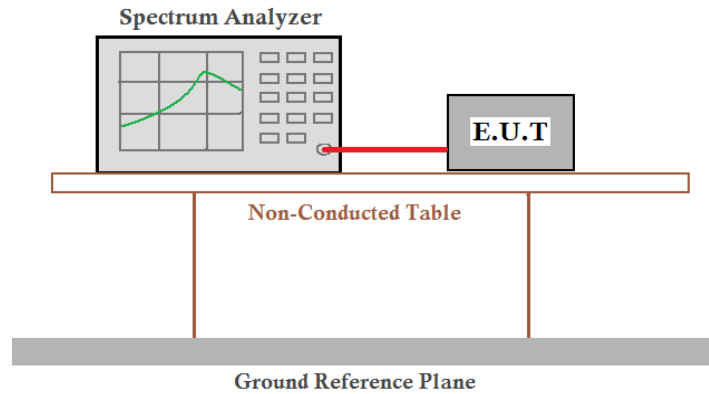 Spectrum Analyzer
E.U.T
Non-Conducted Table
Ground Reference Plane